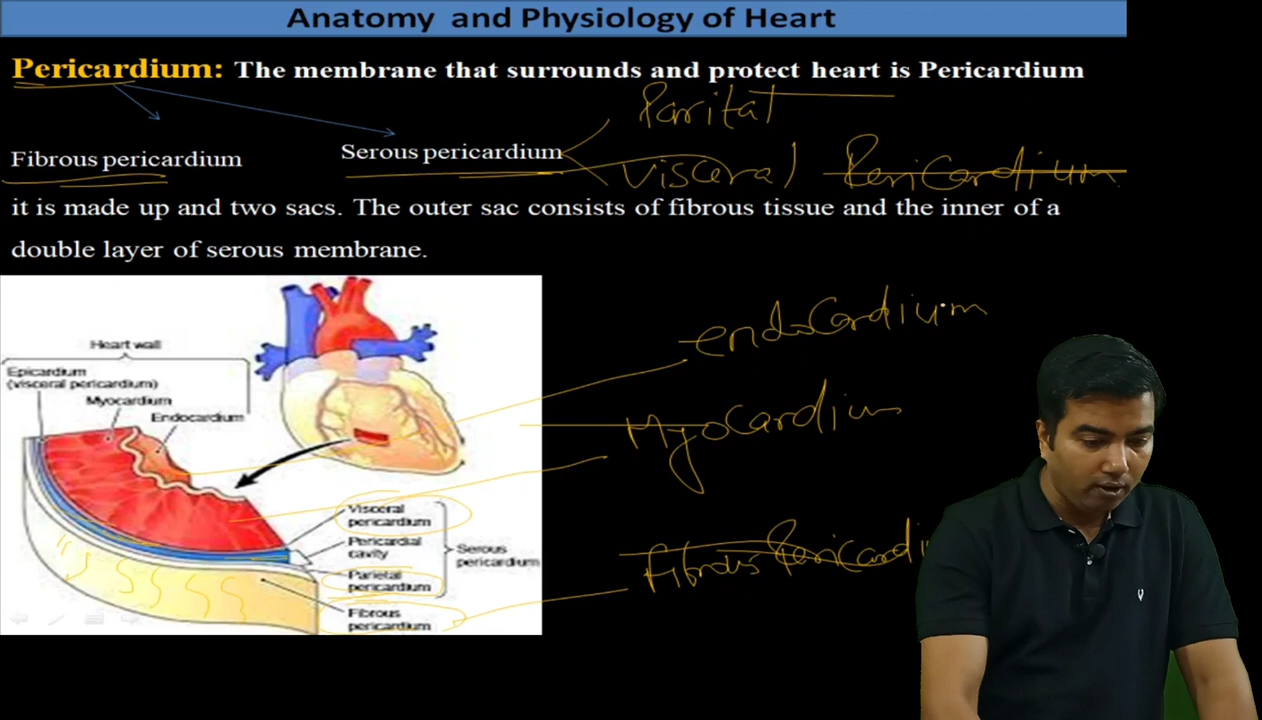 Anatomy and Physiology of Heart
Pericardium: The membrane that surrounds and protect heart is Pericardium
Parital
Fibrous pericardium
Serous pericardium
visceral Pericardium
it is made up and two sacs. The outer sac consists of fibrous tissue and the inner of a
double layer of serous membrane.
Heart wall
Epicardium
(visceral pericardium)
Myocardium
Endocardium
endocardium
Myocardium
Visceral
pericardium
Pericardial
cavity
Serous
pericardium
Parietal
pericardium
Fibrous
pericardium
Fibrous Pericardi